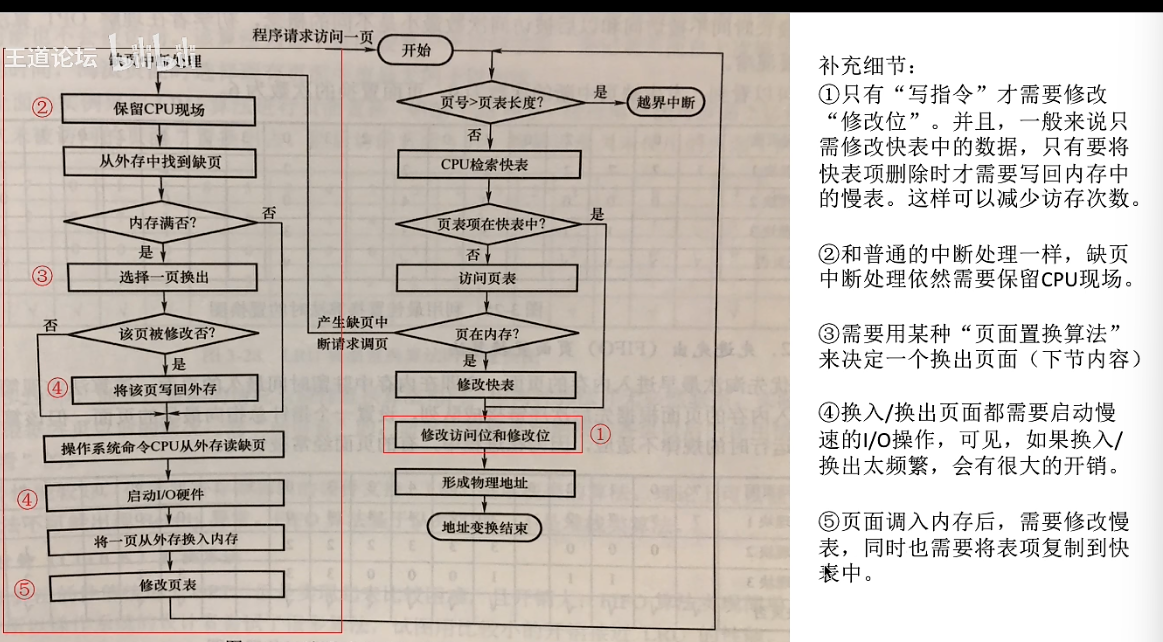 王道论坛
程序请求访问一页
开始
缺页中断处理
②
保留CPU现场
从外存中找到缺页
内存满否？
否
是
③
选择一页换出
该页被修改否？
否
是
④
将该页写回外存
操作系统命令CPU从外存读缺页
④
启动I/O硬件
将一页从外存换入内存
⑤
修改页表
页号>页表长度？
是
越界中断
否
CPU检索快表
页表项在快表中？
是
否
访问页表
产生缺页中
断请求调页
页在内存？
是
修改快表
修改访问位和修改位
①
形成物理地址
地址变换结束
补充细节：
①只有“写指令”才需要修改
“修改位”。并且，一般来说只
需修改快表中的数据，只有要将
快表项删除时才需要写回内存中
的慢表。这样可以减少访存次数。
②和普通的中断处理一样，缺页
中断处理依然需要保留CPU现场。
③需要用某种“页面置换算法”
来决定一个换出页面（下节内容）
④换入/换出页面都需要启动慢
速的I/O操作，可见，如果换入/
换出太频繁，会有很大的开销。
⑤页面调入内存后，需要修改慢
表，同时也需要将表项复制到快
表中。